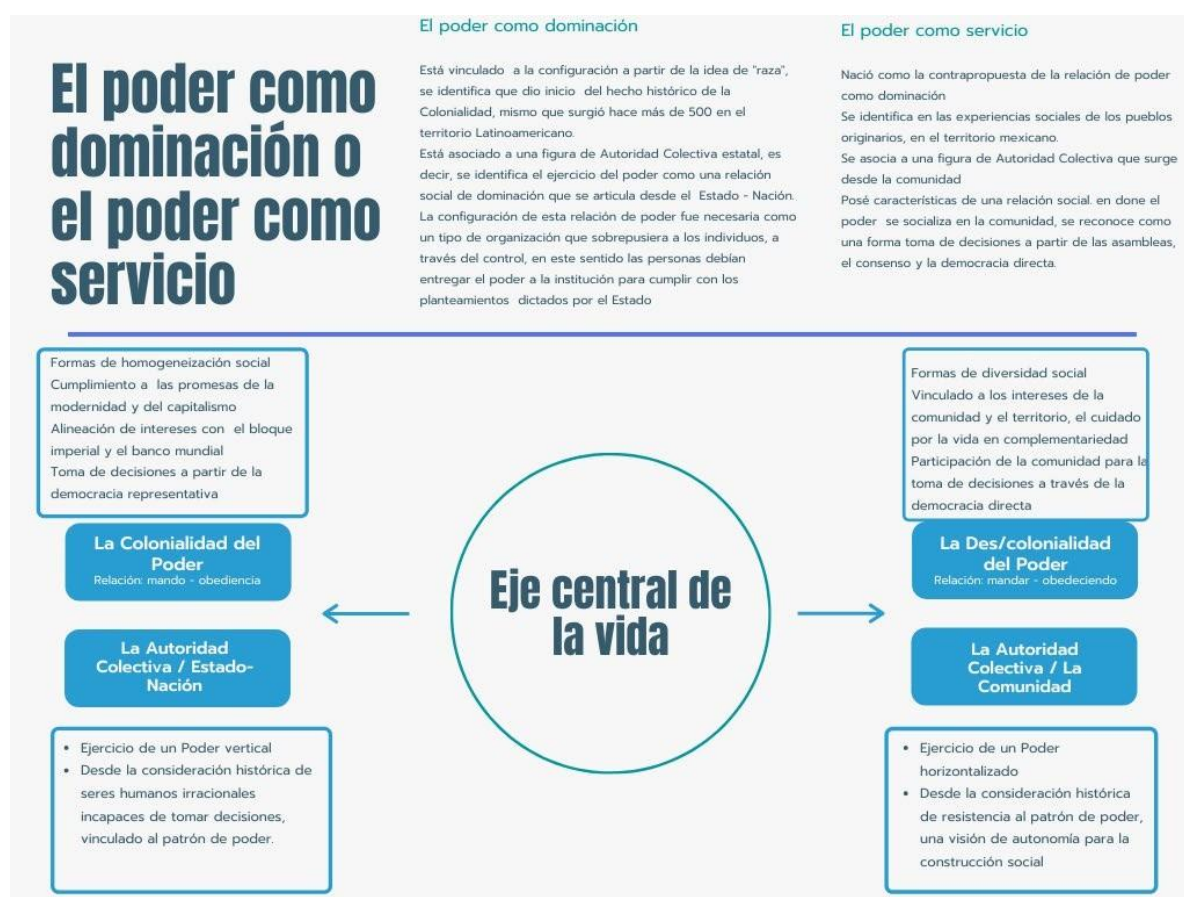 El poder como
dominación o
el poder como
servicio
El poder como dominación
Está vinculado a la configuración a partir de la idea de "raza",
se identifica que dio inicio del hecho histórico de la
Colonialidad, mismo que surgió hace más de 500 en el
territorio Latinoamericano.
Está asociado a una figura de Autoridad Colectiva estatal, es
decir, se identifica el ejercicio del poder como una relación
social de dominación que se articula desde el Estado - Nación.
La configuración de esta relación de poder fue necesaria como
un tipo de organización que sobrepusiera a los individuos, a
través del control, en este sentido las personas debían
entregar el poder a la institución para cumplir con los
planteamientos dictados por el Estado
El poder como servicio
Nació como la contrapropuesta de la relación de poder
como dominación
Se identifica en las experiencias sociales de los pueblos
originarios, en el territorio mexicano.
Se asocia a una figura de Autoridad Colectiva que surge
desde la comunidad
Posé características de una relación social. en done el
poder se socializa en la comunidad, se reconoce como
una forma toma de decisiones a partir de las asambleas,
el consenso y la democracia directa.
Formas de homogeneización social
Cumplimiento a las promesas de la
modernidad y del capitalismo
Alineación de intereses con el bloque
imperial y el banco mundial
Toma de decisiones a partir de la
democracia representativa
La Colonialidad del
Poder
Relación: mando - obediencia
La Autoridad
Colectiva / Estado-
Nación
Ejercicio de un Poder vertical
Desde la consideración histórica de
seres humanos irracionales
incapaces de tomar decisiones,
vinculado al patrón de poder.
Eje central de
la vida
Formas de diversidad social
Vinculado a los intereses de la
comunidad y el territorio, el cuidado
por la vida en complementariedad
Participación de la comunidad para la
toma de decisiones a través de la
democracia directa
La Des/colonialidad
del Poder
Relación: mandar - obedeciendo
La Autoridad
Colectiva / La
Comunidad
Ejercicio de un Poder
horizontalizado
Desde la consideración histórica
de resistencia al patrón de poder,
una visión de autonomía para la
construcción social